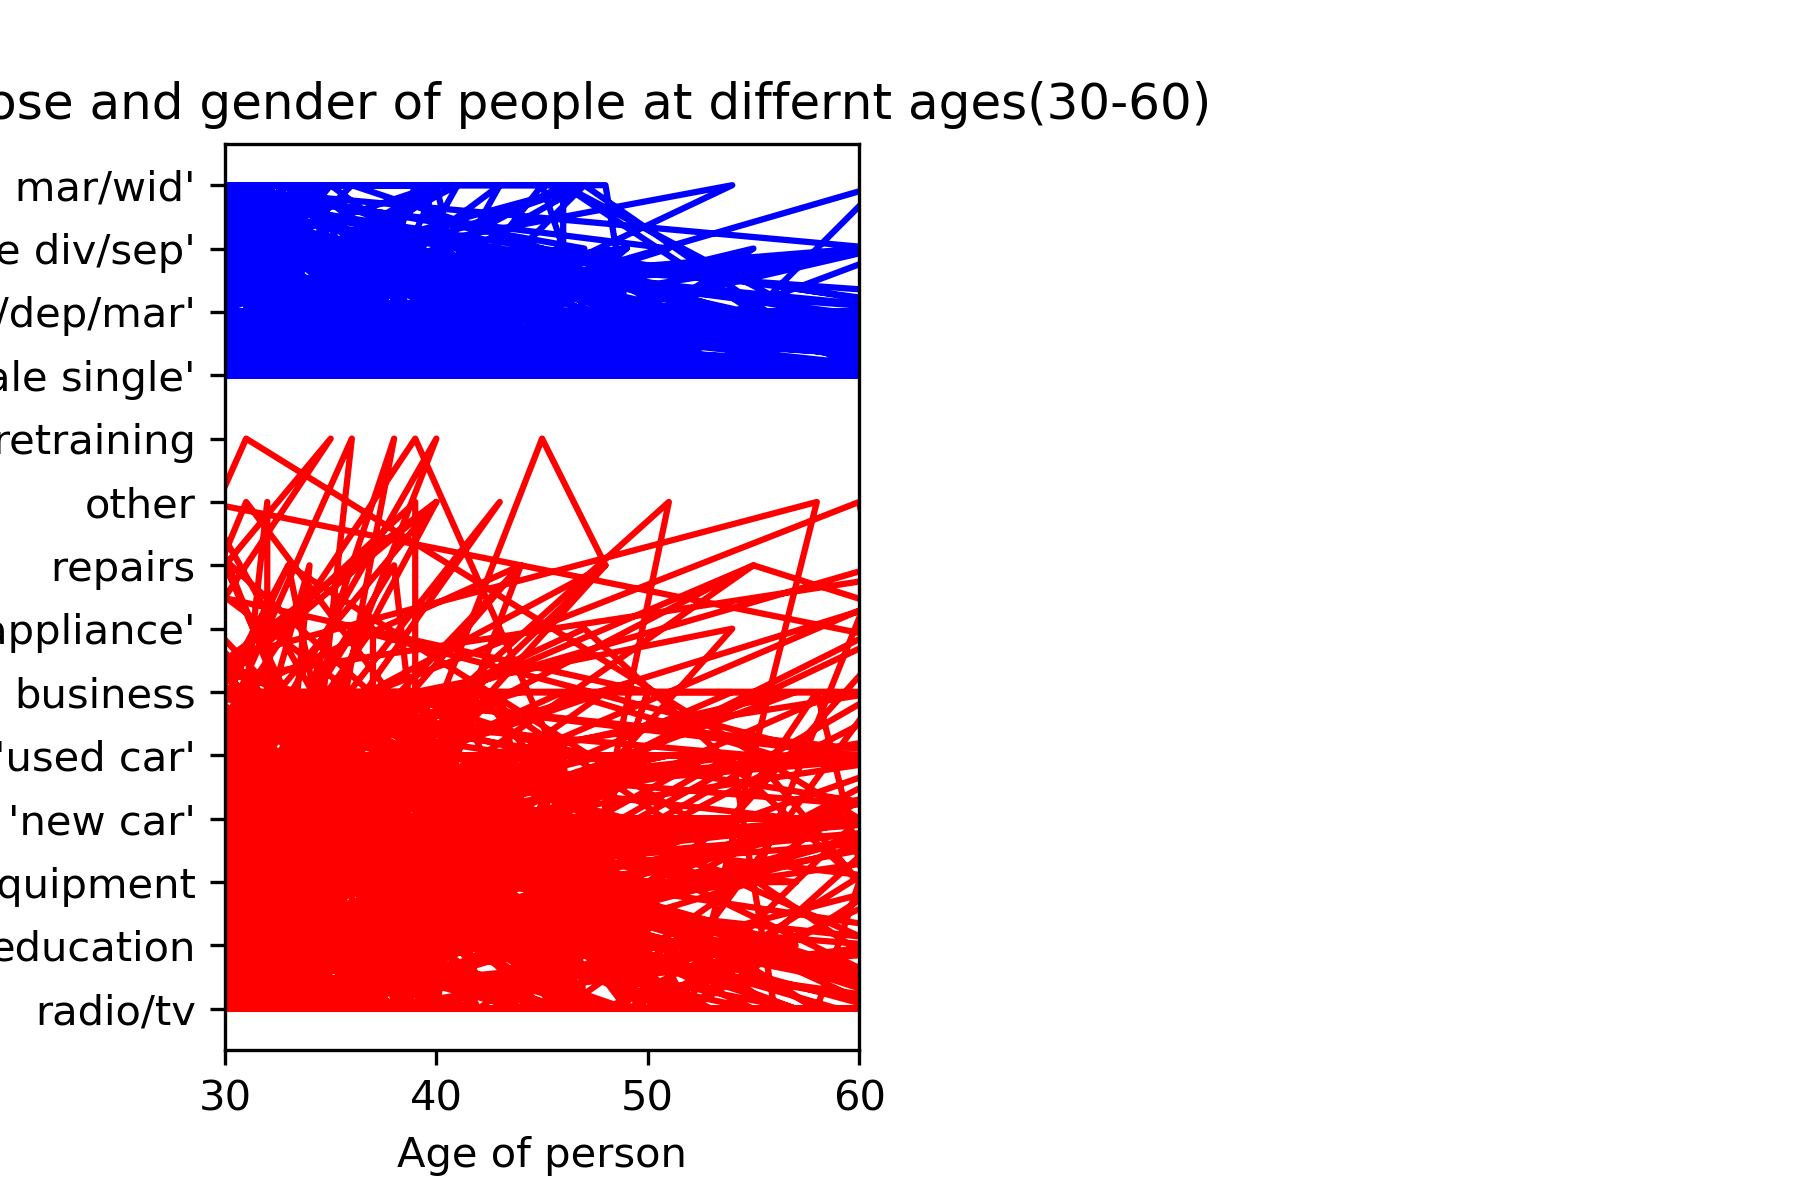 ose and gender of people at differnt ages(30-60)
mar/wid'
e div/sep'
/dep/mar'
ale single'
retraining
other
repairs
appliance'
business
'used car'
'new car'
quipment
education
radio/tv
30 40 50 60
Age of person